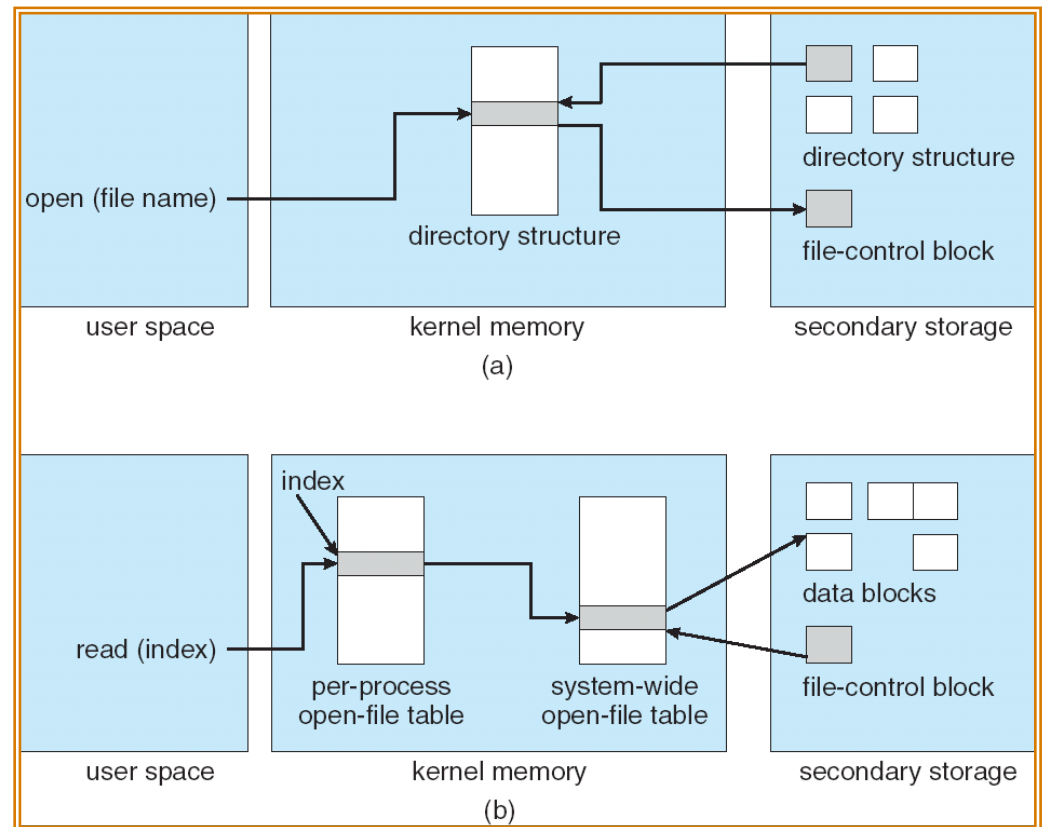 open (file name)
directory structure
directory structure
file-control block
user space
kernel memory
secondary storage
(a)
index
read (index)
per-process
open-file table
system-wide
open-file table
data blocks
file-control block
user space
kernel memory
secondary storage
(b)